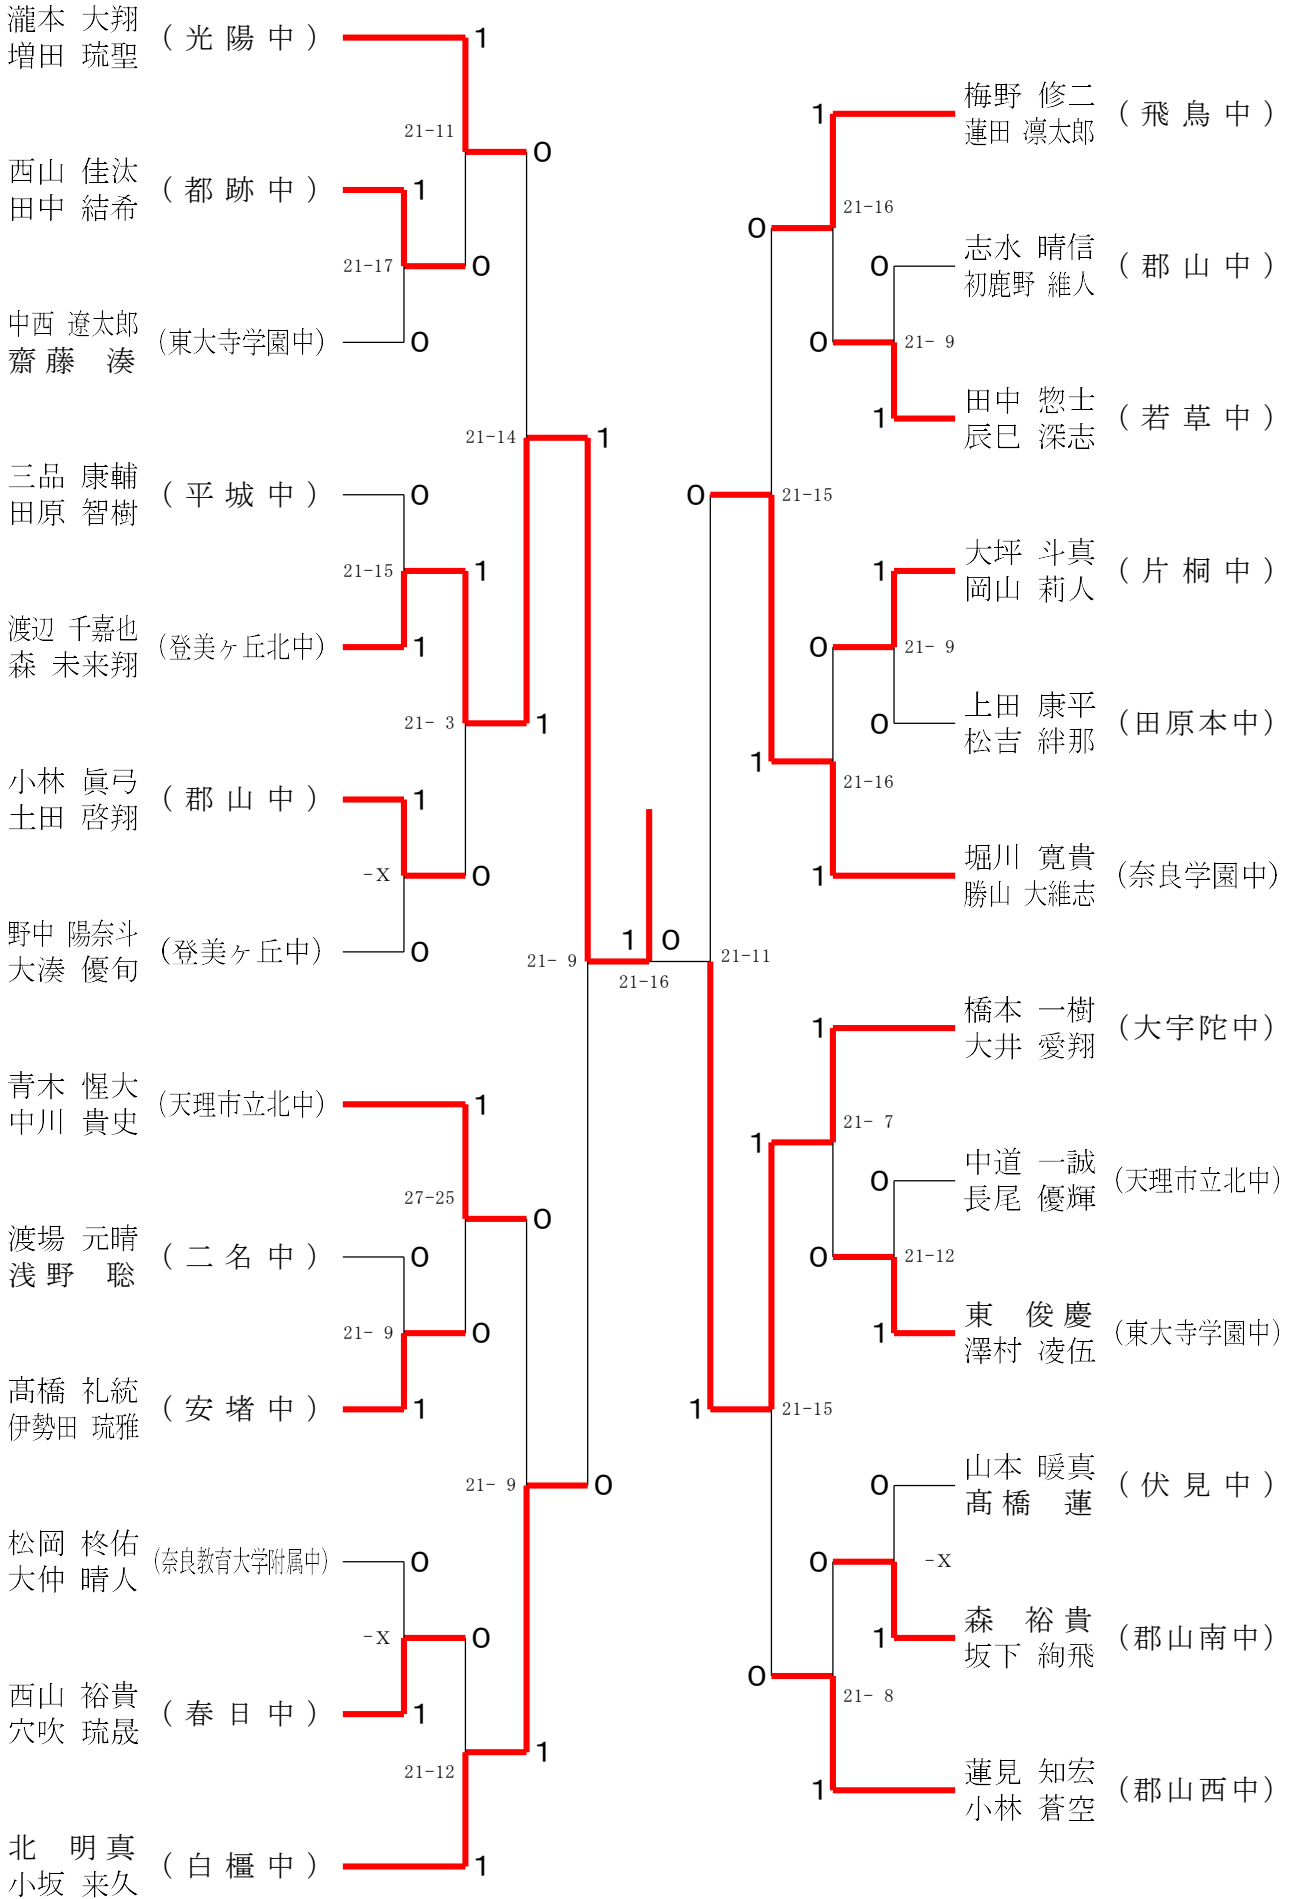 瀧本 大翔
増田 琉聖
( 光 陽 中 )
1
21-11
0
西山 佳汰
田中 結希
( 都 跡 中 )
1
21-17
0
中西 遼太郎
齋藤 湊
(東大寺学園中)
0
21-14
1
三品 康輔
田原 智樹
( 平 城 中 )
0
21-15
1
渡辺 千嘉也
森 未来翔
(登美ヶ丘北中)
1
21- 3
1
小林 眞弓
土田 啓翔
( 郡 山 中 )
1
-X
0
野中 陽奈斗
大湊 優旬
(登美ヶ丘中)
0
21- 9
1
0
21-16
青木 惺大
中川 貴史
(天理市立北中)
1
27-25
0
渡場 元晴
浅野 聡
( 二 名 中 )
0
21- 9
0
髙橋 礼統
伊勢田 琉雅
( 安 堵 中 )
1
21- 9
0
松岡 柊佑
大仲 晴人
(奈良教育大学附属中)
0
-X
0
西山 裕貴
穴吹 琉晟
( 春 日 中 )
1
21-12
1
北 明真
小坂 来久
( 白 橿 中 )
1
梅野 修二
蓮田 凛太郎
( 飛 鳥 中 )
1
21-16
0
志水 晴信
初鹿野 維人
( 郡 山 中 )
0
0
21- 9
田中 惣士
辰巳 深志
( 若 草 中 )
1
0
21-15
大坪 斗真
岡山 莉人
( 片 桐 中 )
1
0
21- 9
上田 康平
松吉 絆那
(田原本中)
0
1
21-16
堀川 寛貴
勝山 大維志
(奈良学園中)
1
21-11
橋本 一樹
大井 愛翔
(大宇陀中)
1
21- 7
1
中道 一誠
長尾 優輝
(天理市立北中)
0
0
21-12
東 俊慶
澤村 凌伍
(東大寺学園中)
1
1
21-15
山本 暖真
髙橋 蓮
( 伏 見 中 )
0
0
-X
森 裕貴
坂下 絢飛
(郡山南中)
1
0
21- 8
蓮見 知宏
小林 蒼空
(郡山西中)
1